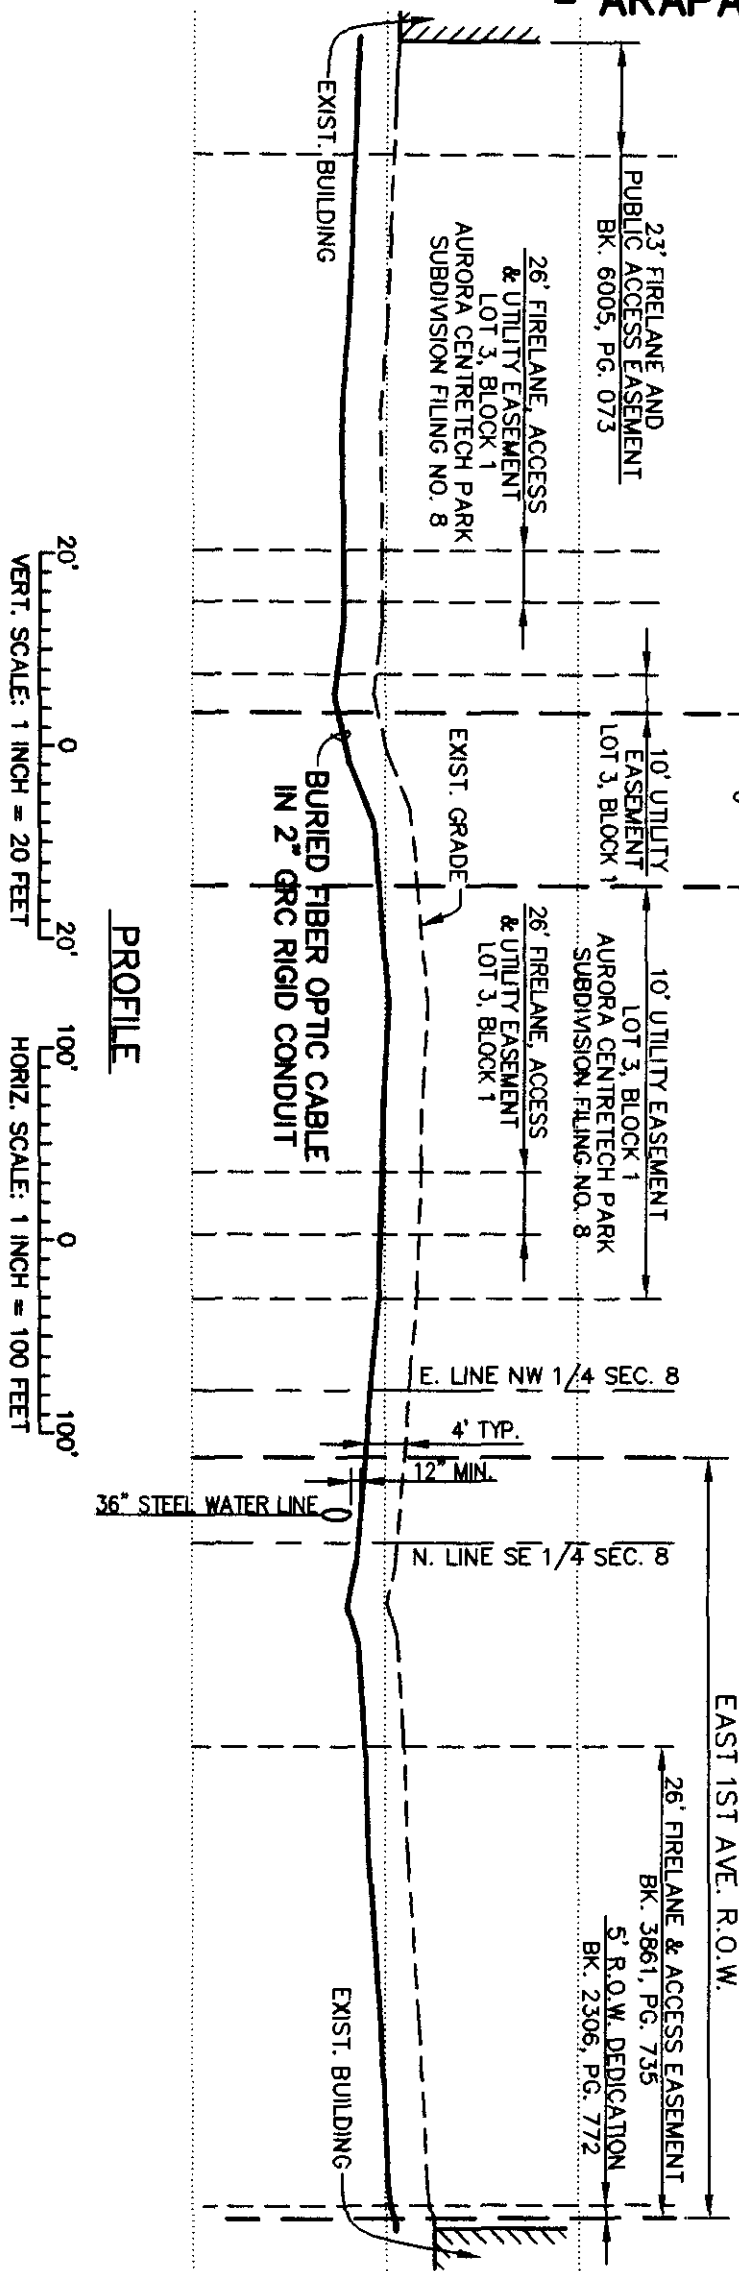 ARAPA
EXIST. BUILDING
23' FIRELANE AND
PUBLIC ACCESS EASEMENT
BK. 6005, PG. 073
26' FIRELANE, ACCESS
& UTILITY EASEMENT
LOT 3, BLOCK 1
AURORA CENTRETECH PARK
SUBDIVISION FILING NO. 8
10' UTILITY
EASEMENT
LOT 3, BLOCK 1
EXIST. GRADE
BURIED FIBER OPTIC CABLE
IN 2" GRC RIGID CONDUIT
10' UTILITY EASEMENT
LOT 3, BLOCK 1
AURORA CENTRETECH PARK
SUBDIVISION FILING NO. 8
26' FIRELANE, ACCESS
& UTILITY EASEMENT
LOT 3, BLOCK 1
E. LINE NW 1/4 SEC. 8
4' TYP.
12" MIN.
36" STEEL WATER LINE
N. LINE SE 1/4 SEC. 8
EAST 1ST AVE. R.O.W.
26' FIRELANE & ACCESS EASEMENT
BK. 3861, PG. 735
5' R.O.W. DEDICATION
BK. 2306, PG. 772
EXIST. BUILDING
PROFILE
20' 0 20'
VERT. SCALE: 1 INCH = 20 FEET
100' 0 100'
HORIZ. SCALE: 1 INCH = 100 FEET